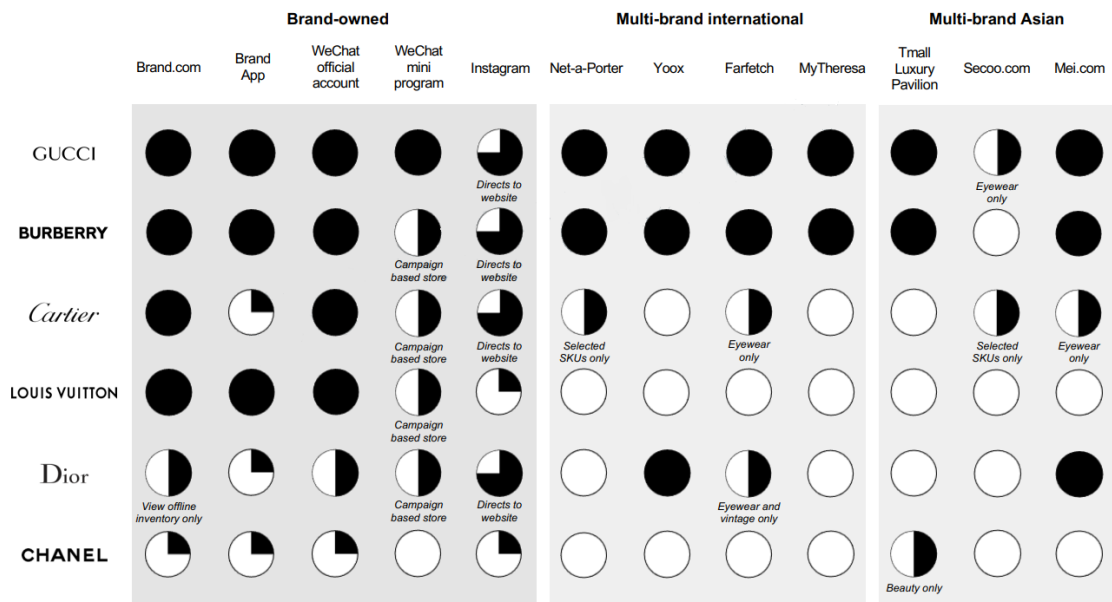 Brand-owned
Multi-brand international
Multi-brand Asian
Brand.com
Brand
App
WeChat
official
account
WeChat
mini
program
Instagram
Net-a-Porter
Yoox
Farfetch
MyTheresa
Tmall
Luxury
Pavilion
Secoo.com
Mei.com
GUCCI
Directs to
website
Eyewear
only
BURBERRY
Campaign
based store
Directs to
website
Cartier
Campaign
based store
Directs to
website
Selected
SKUs only
Eyewear
only
Selected
SKUs only
Eyewear
only
LOUIS VUITTON
Campaign
based store
Dior
View offline
inventory only
Campaign
based store
Directs to
website
Eyewear and
vintage only
CHANEL
Beauty only